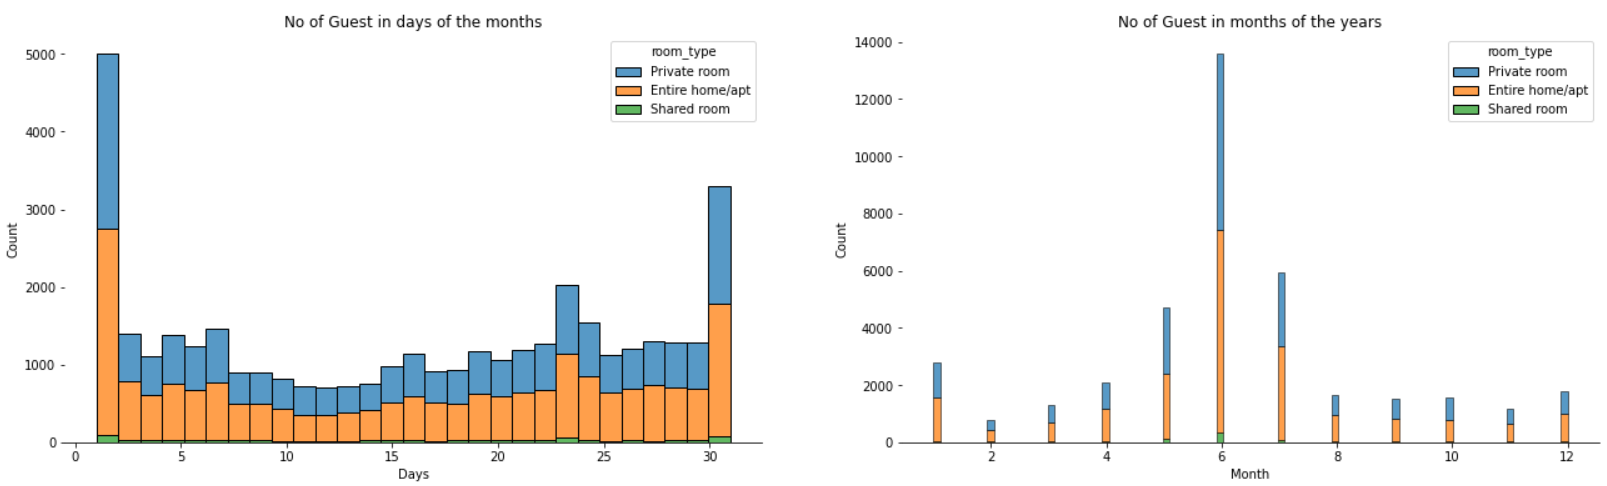 No of Guest in days of the months
room_type
Private room
Entire home/apt
Shared room
5000
4000
3000
2000
1000
0
Count
0 5 10 15 20 25 30
Days
No of Guest in months of the years
room_type
Private room
Entire home/apt
Shared room
14000
12000
10000
8000
6000
4000
2000
0
Count
2 4 6 8 10 12
Month